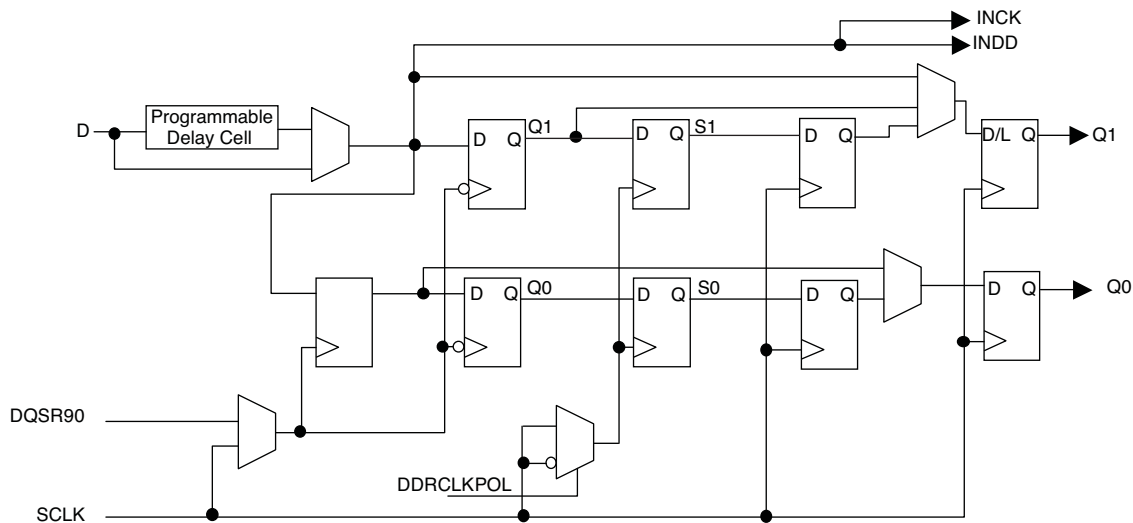 INCK
INDD
Programmable
Delay Cell
D
D Q
Q1
D Q
S1
D Q
D/L Q
Q1
D Q
Q0
D Q
S0
D Q
D Q
Q0
DQSR90
DDRCLKPOL
SCLK